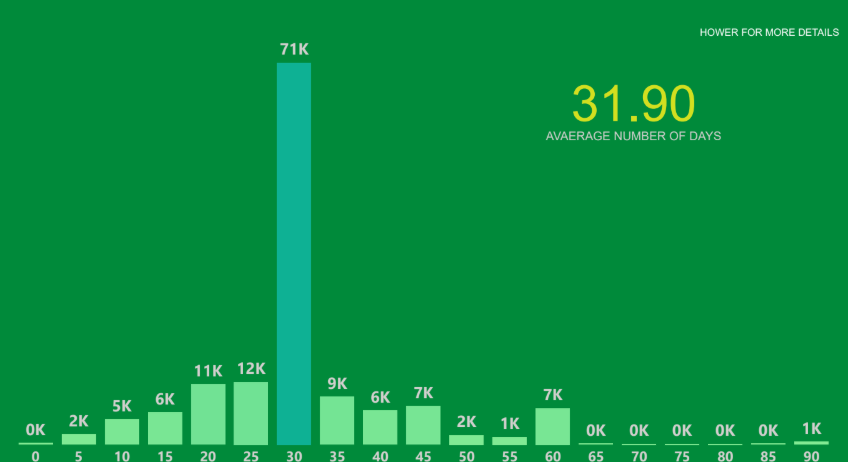 HOWER FOR MORE DETAILS
71K
31.90
AVAERAGE NUMBER OF DAYS
0K 2K 5K 6K 11K 12K 9K 6K 7K 2K 1K 7K 0K 0K 0K 0K 0K 1K
0 5 10 15 20 25 30 35 40 45 50 55 60 65 70 75 80 85 90